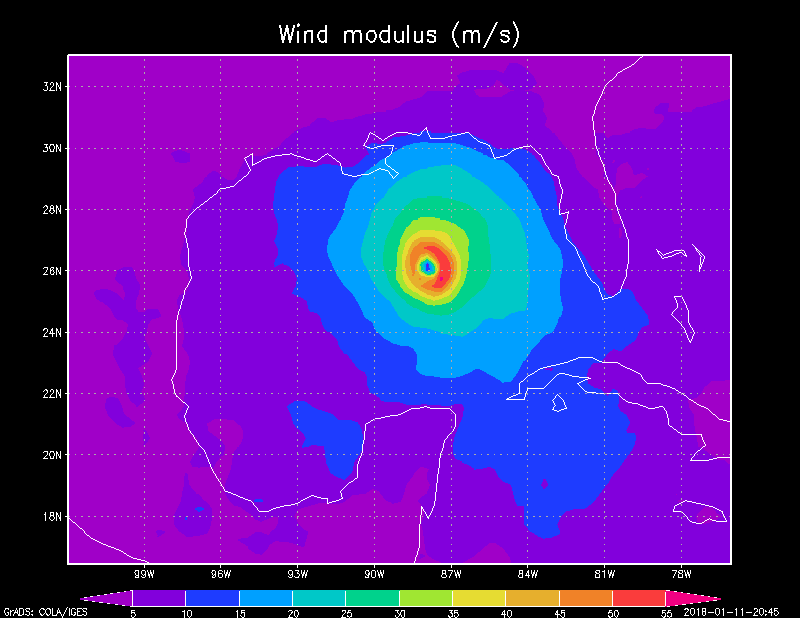 Wind modulus (m/s)
32N
30N
28N
26N
24N
22N
20N
18N
99W 96W 93W 90W 87W 84W 81W 78W
5 10 15 20 25 30 35 40 45 50 55
GrADS: COLA/IGES 2018-01-11-20:45